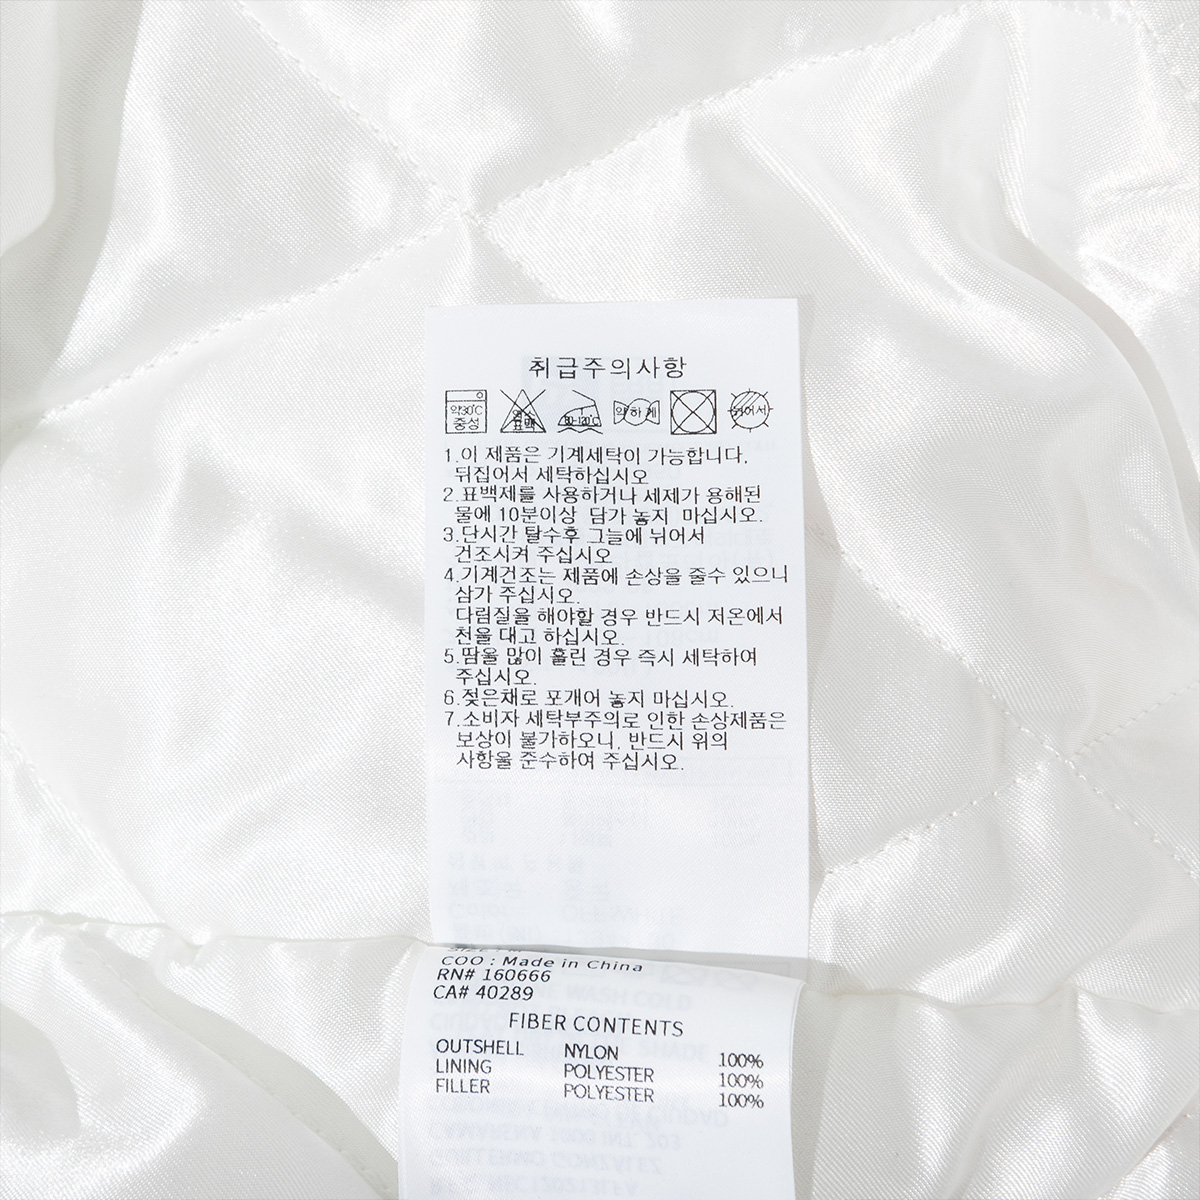 취급주의사항
약30℃ 중성 염소 표백 80-120℃ 약하게 뉘어서
1.이 제품은 기계세탁이 가능합니다.
뒤집어서 세탁하십시오
2.표백제를 사용하거나 세제가 용해된
물에 10분이상 담가 놓지 마십시오.
3.단시간 탈수후 그늘에 뉘어서
건조시켜 주십시오
4.기계건조는 제품에 손상을 줄수 있으니
삼가 주십시오.
다림질을 해야할 경우 반드시 저온에서
천을 대고 하십시오.
5.땀을 많이 흘린 경우 즉시 세탁하여
주십시오.
6.젖은채로 포개어 놓지 마십시오.
7.소비자 세탁부주의로 인한 손상제품은
보상이 불가하오니, 반드시 위의
사항을 준수하여 주십시오.
COO : Made in China
RN# 160666
CA# 40289
FIBER CONTENTS
OUTSHELL NYLON 100%
LINING POLYESTER 100%
FILLER POLYESTER 100%